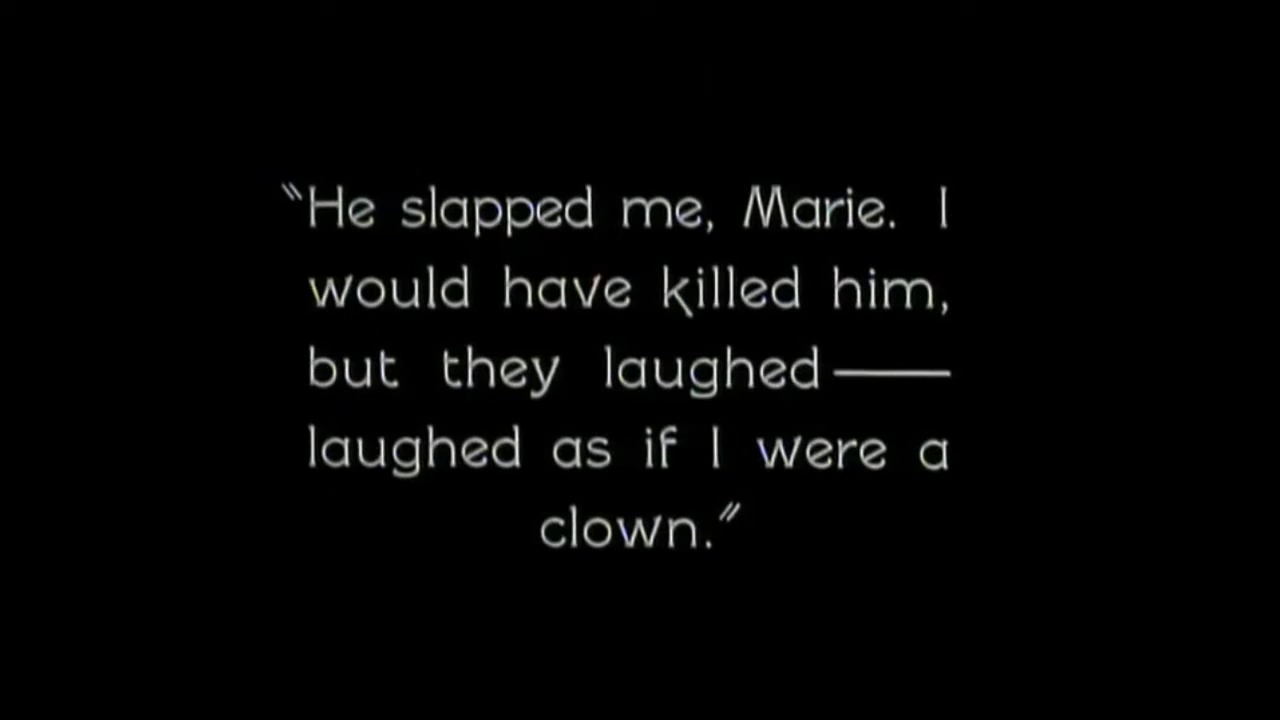 "He slapped me, Marie. I
would have killed him,
but they laughed——
laughed as if I were a
clown."